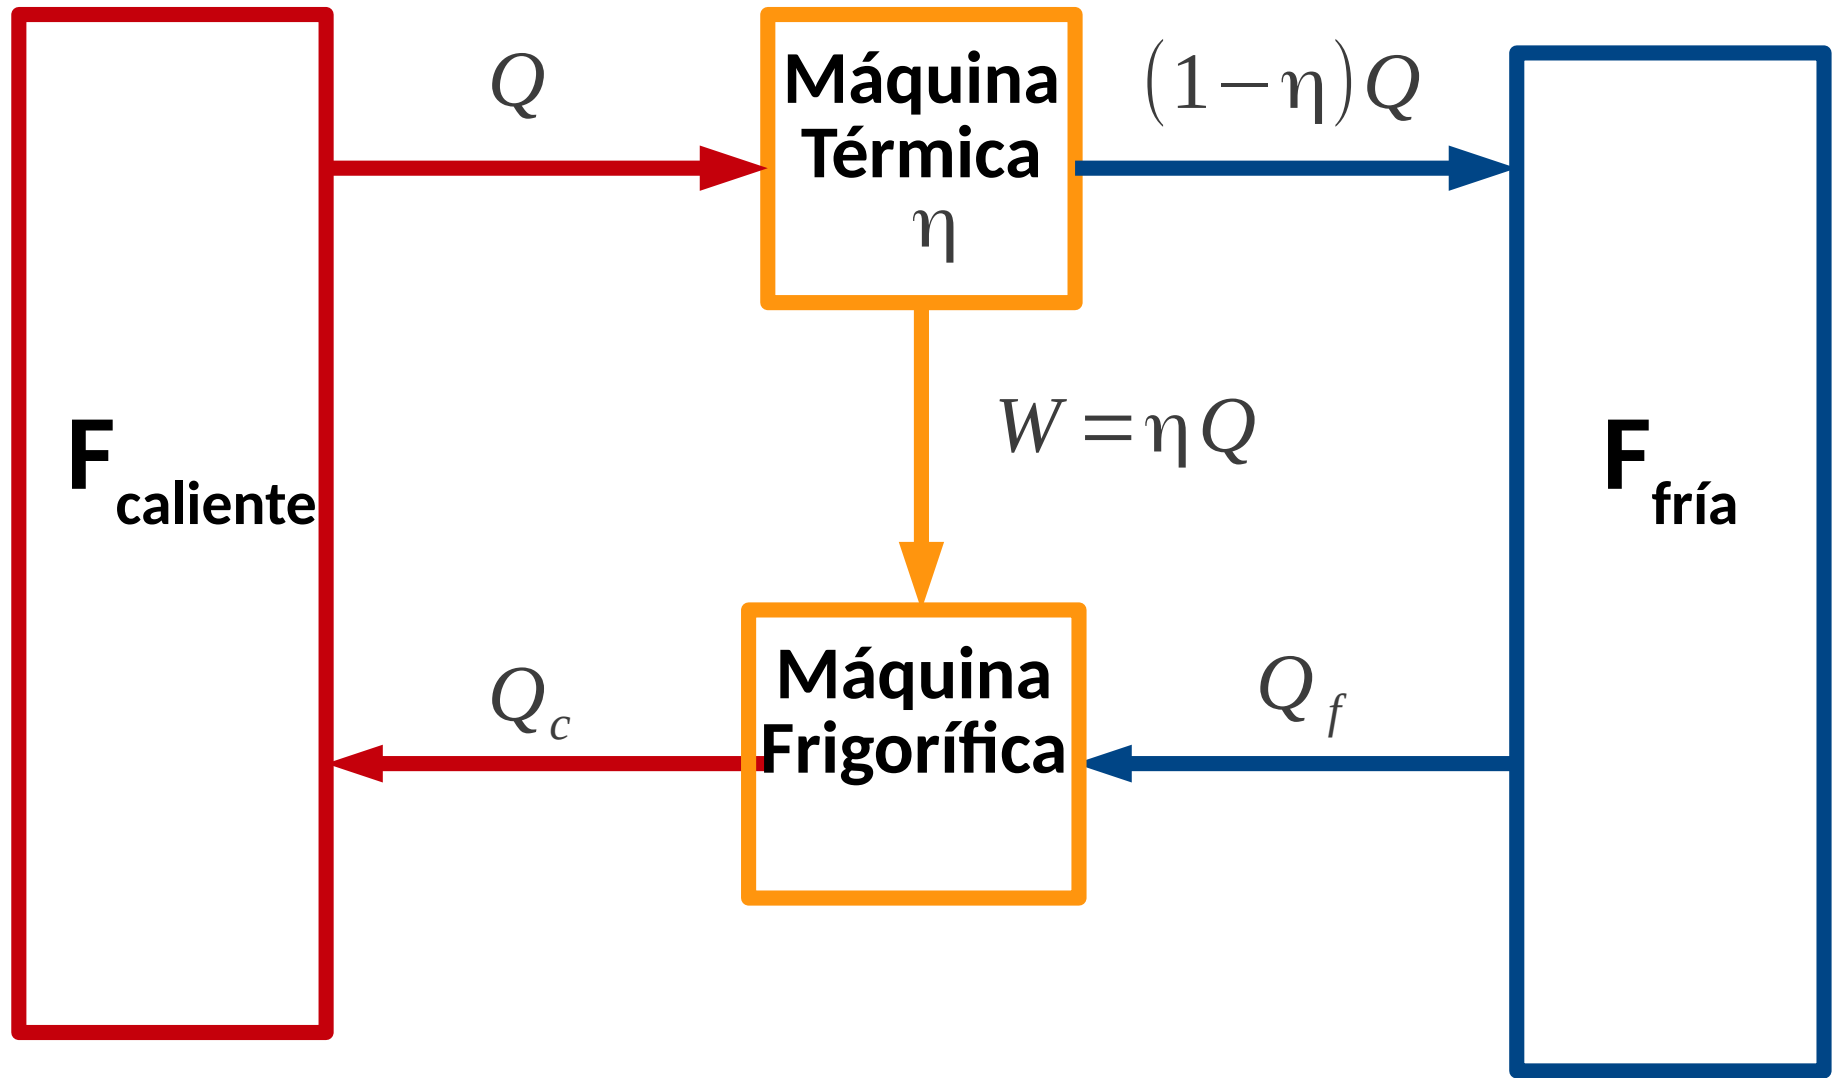 Q
Máquina
Térmica
η
(1−η)Q
F caliente
W=ηQ
F fría
Máquina
Frigorífica
Q c
Q f